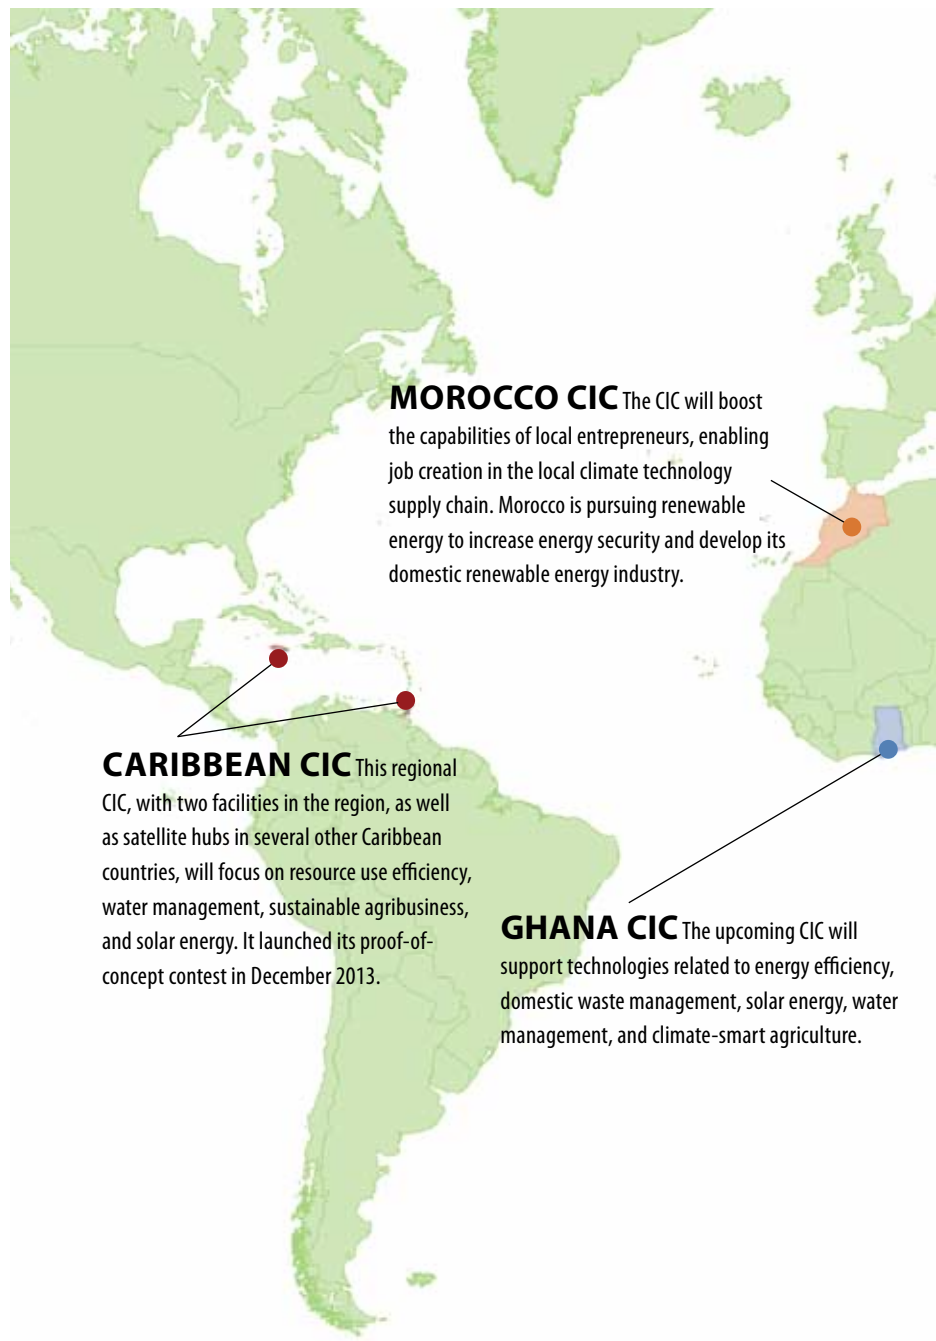 MOROCCO CIC The CIC will boost
the capabilities of local entrepreneurs, enabling
job creation in the local climate technology
supply chain. Morocco is pursuing renewable
energy to increase energy security and develop its
domestic renewable energy industry.
CARIBBEAN CIC This regional
CIC, with two facilities in the region, as well
as satellite hubs in several other Caribbean
countries, will focus on resource use efficiency,
water management, sustainable agribusiness,
and solar energy. It launched its proof-of-
concept contest in December 2013.
GHANA CIC The upcoming CIC will
support technologies related to energy efficiency,
domestic waste management, solar energy, water
management, and climate-smart agriculture.